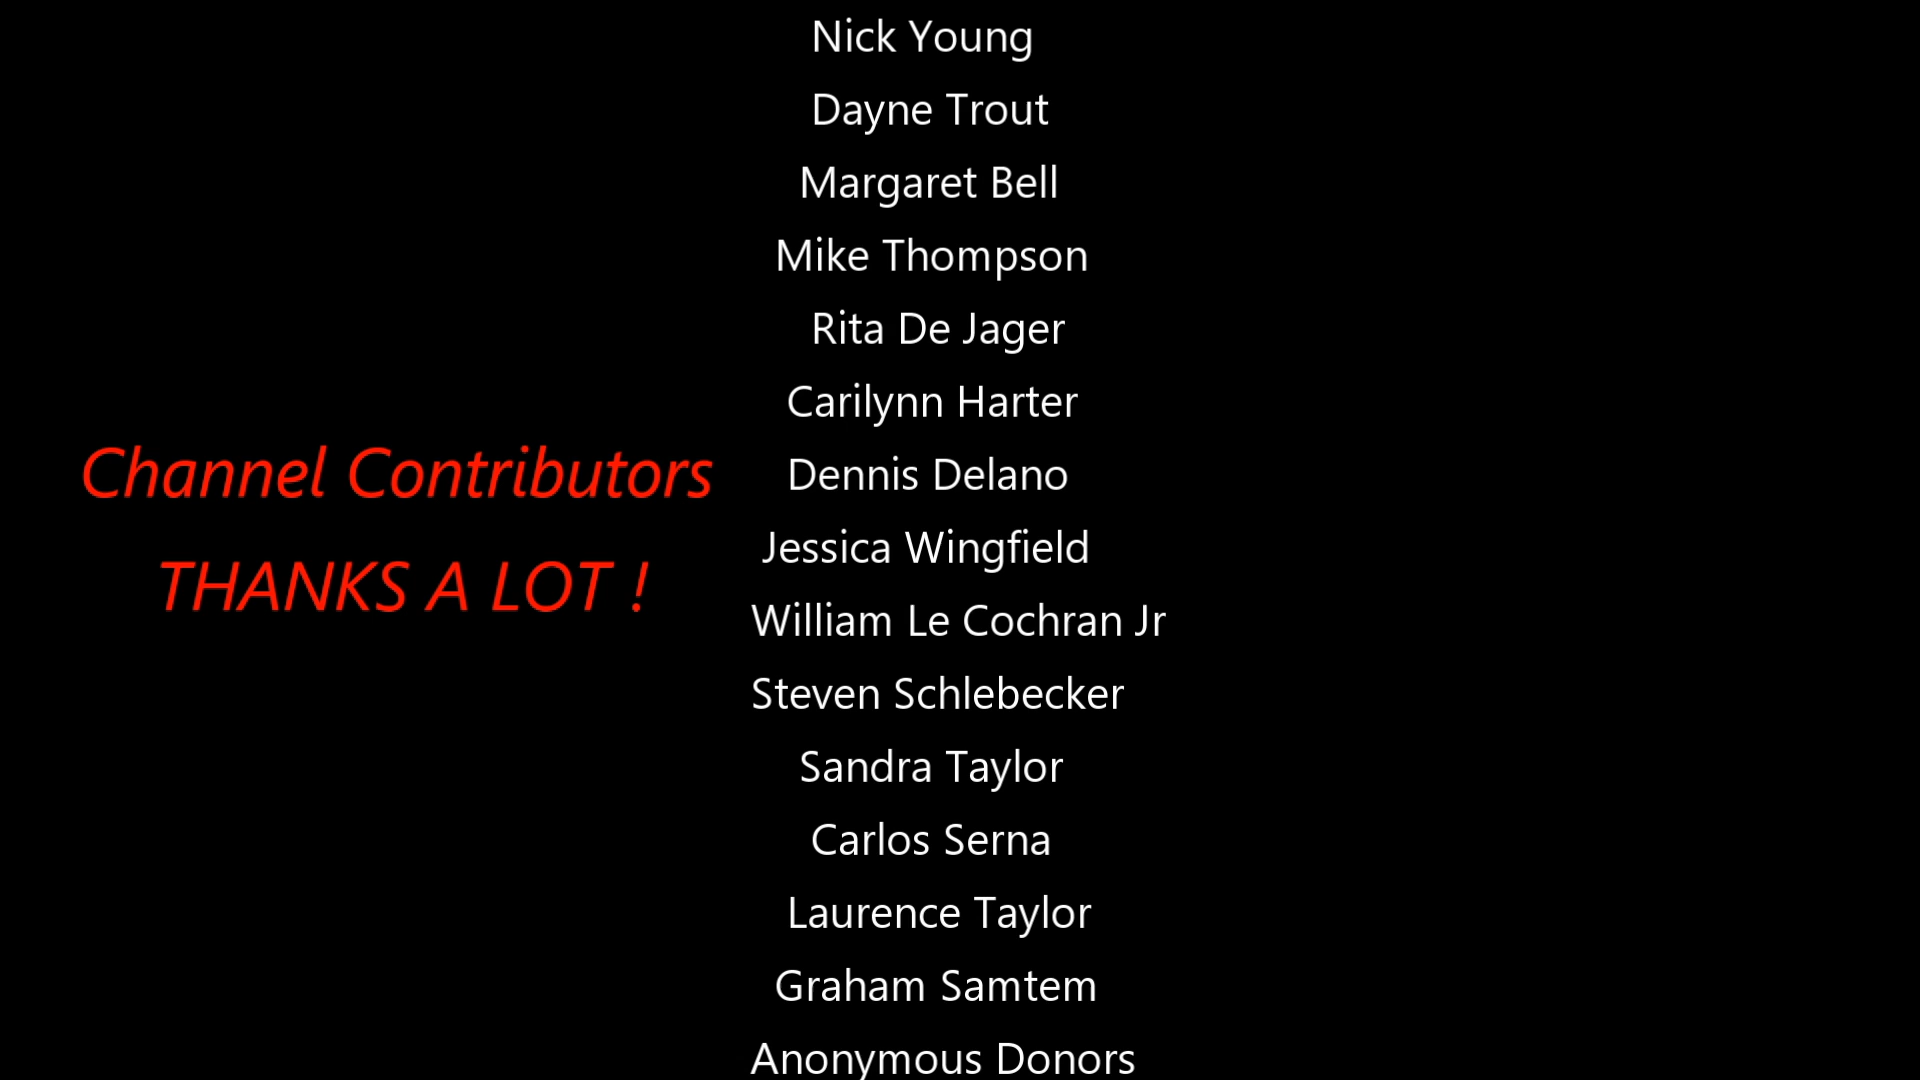 Channel Contributors
THANKS A LOT !
Nick Young
Dayne Trout
Margaret Bell
Mike Thompson
Rita De Jager
Carilynn Harter
Dennis Delano
Jessica Wingfield
William Le Cochran Jr
Steven Schlebecker
Sandra Taylor
Carlos Serna
Laurence Taylor
Graham Samtem
Anonymous Donors